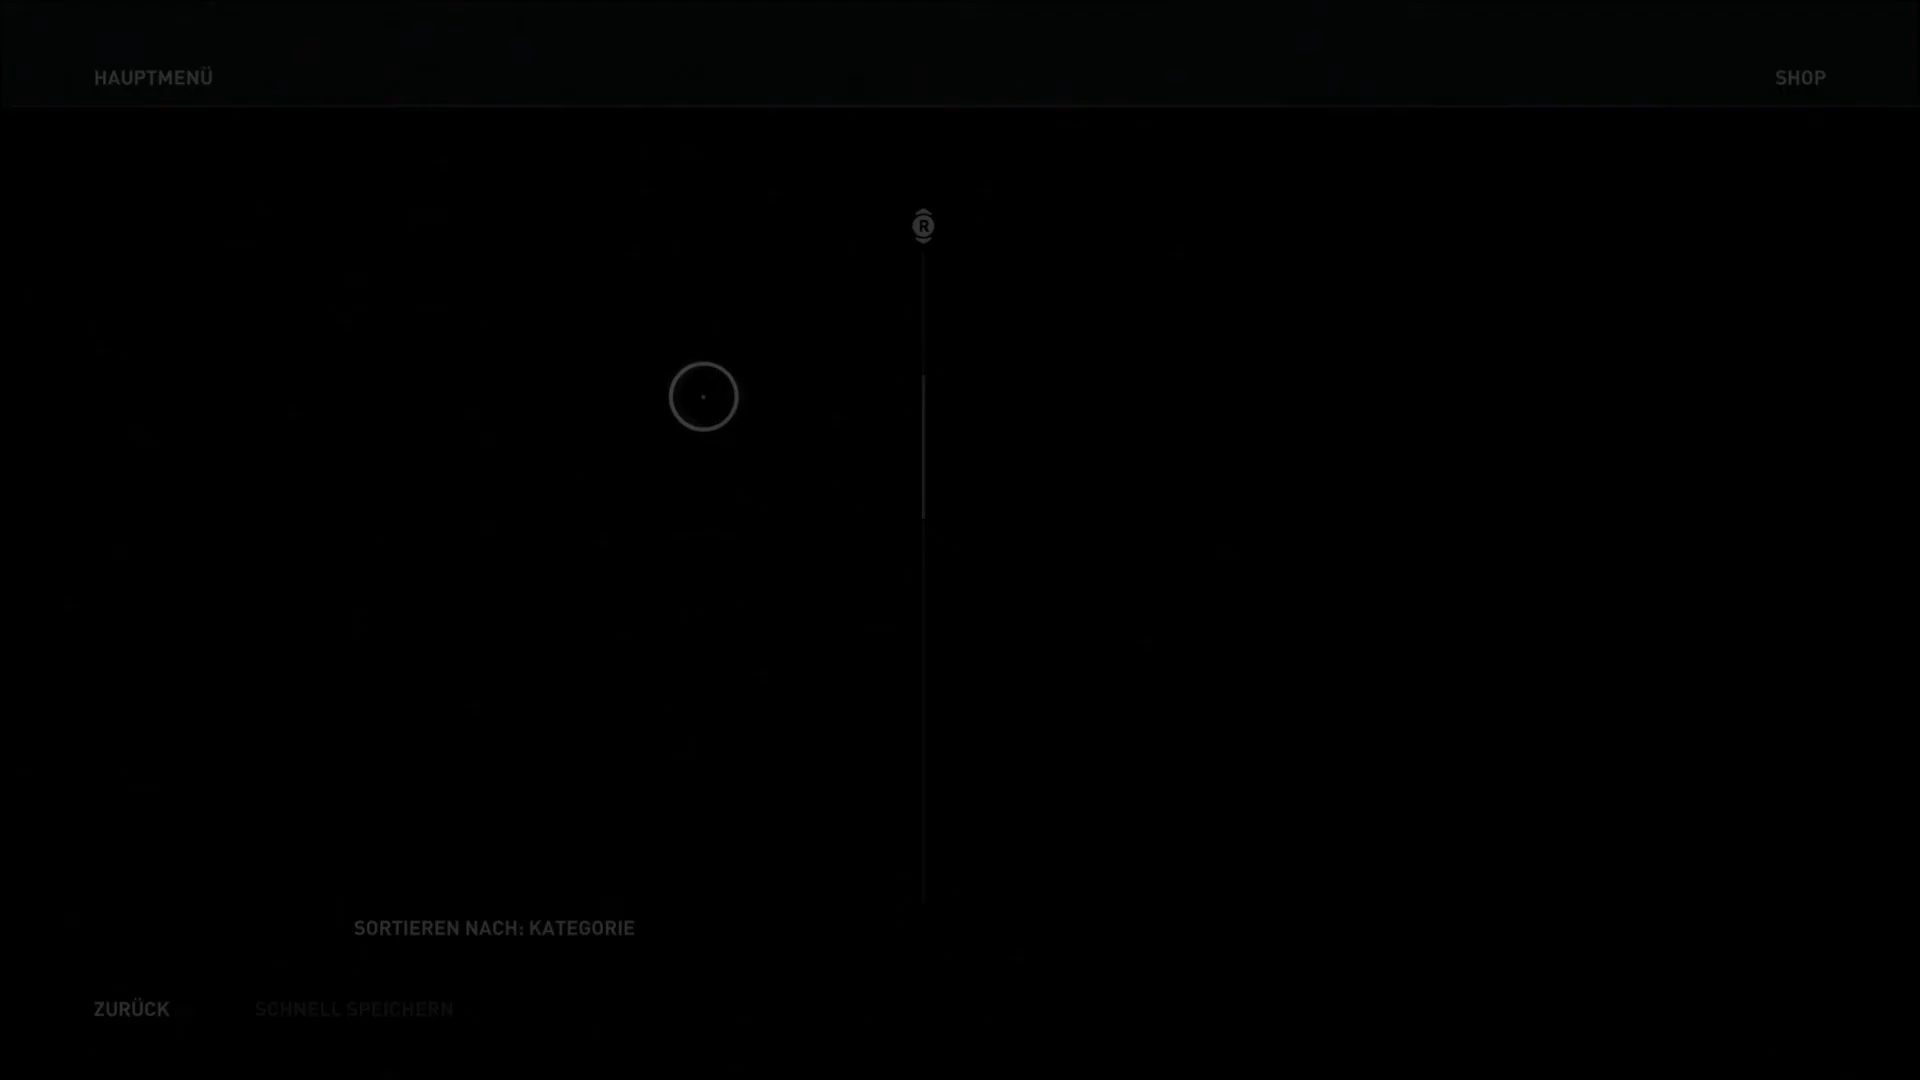 HAUPTMENÜ
SHOP
R
SORTIEREN NACH: KATEGORIE
ZURÜCK
SCHNELL SPEICHERN